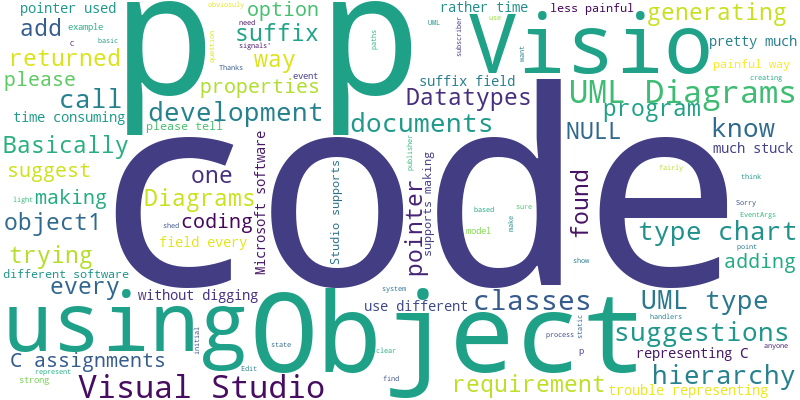 pointer used
example
c
basic
add
returned
please
call
time consuming
please tell
p p
obviously
question
Thanks
option
suffix
way
properties
need
signals'
event
development
documents
paths
UML
subscriber
use
want
rather time
less painful
generating
Visio
pretty much
painful way
creating
suffix field
Datatypes
UML Diagrams
program
NULL
know
much stuck
Basically
suggest
making
object1
light
trying
different software
every
one
Diagrams
shed
coding
field every
Microsoft software
without digging
code
Studio supports
pointer
publisher
supports making
based
model
make
sure
found
fairly
think
Sorry
EventArgs
point
type chart
adding
show
handlers
system
use different
classes
process
static
UML type
suggestions
representing C
anyone
hierarchy
usingObject
C assignments
strong
represent
initial
Edit
state
clear
find
p
Visual Studio
requirement
trouble representing